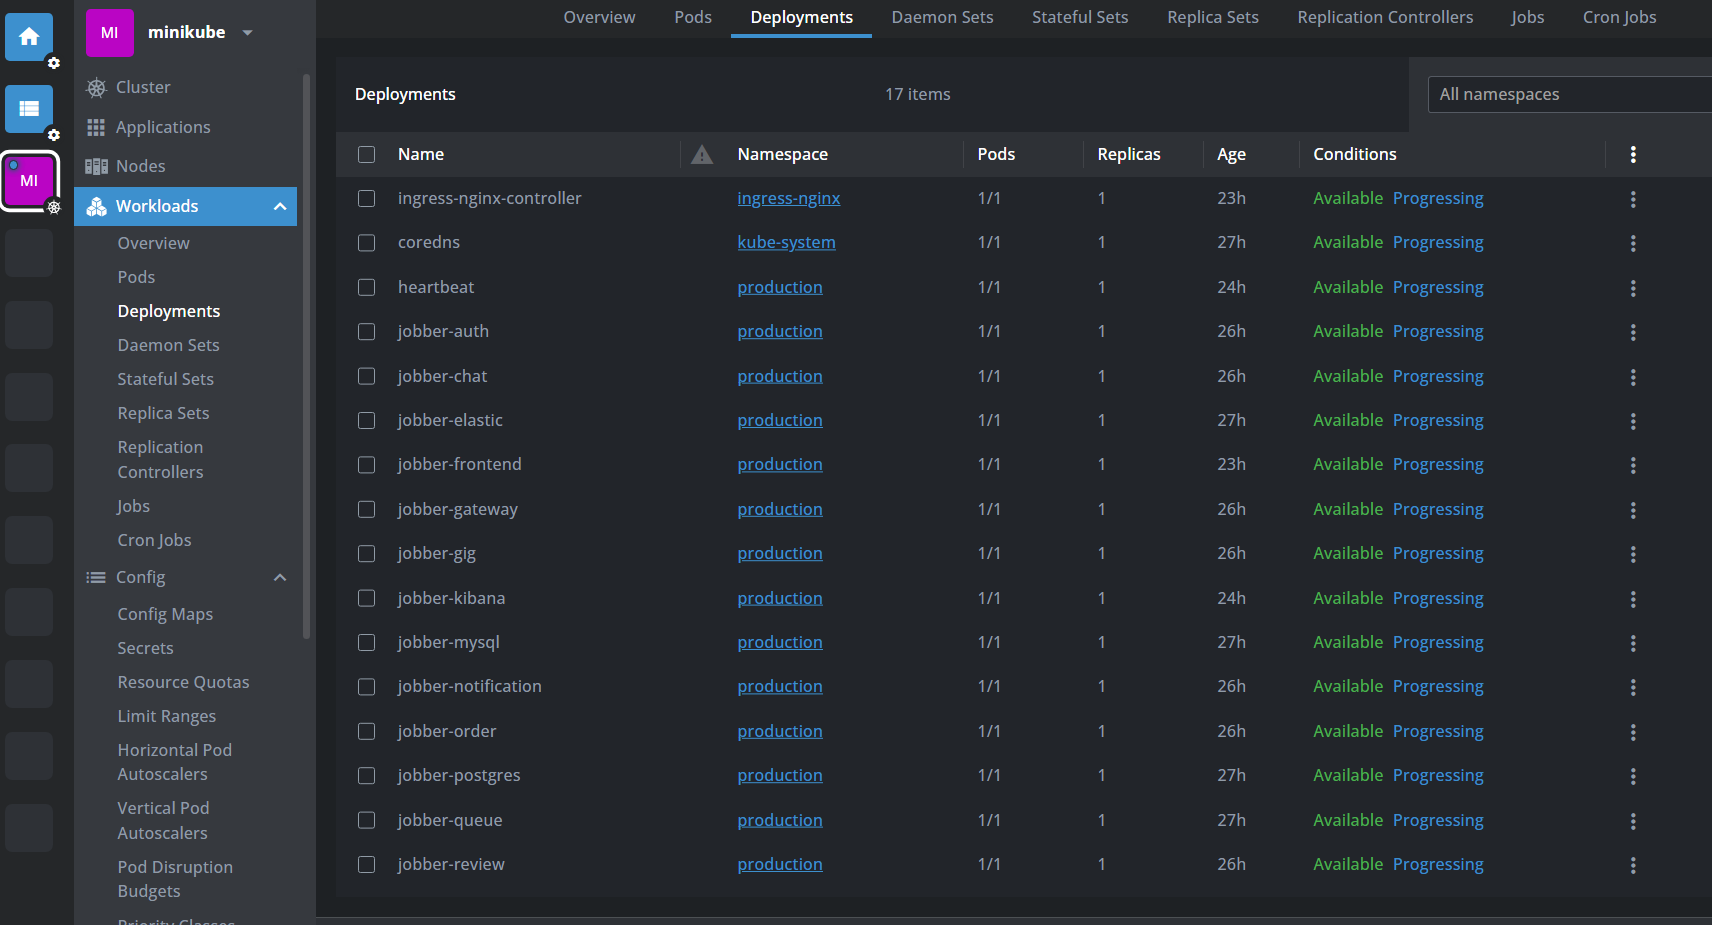 MI
minikube
Cluster
Applications
Nodes
MI
Workloads
Overview
Pods
Deployments
Daemon Sets
Stateful Sets
Replica Sets
Replication
Controllers
Jobs
Cron Jobs
Config
Config Maps
Secrets
Resource Quotas
Limit Ranges
Horizontal Pod
Autoscalers
Vertical Pod
Autoscalers
Pod Disruption
Budgets
Priority Classes
Overview Pods Deployments Daemon Sets Stateful Sets Replica Sets Replication Controllers Jobs Cron Jobs
Deployments 17 items All namespaces
Name Namespace Pods Replicas Age Conditions
ingress-nginx-controller ingress-nginx 1/1 1 23h Available Progressing
coredns kube-system 1/1 1 27h Available Progressing
heartbeat production 1/1 1 24h Available Progressing
jobber-auth production 1/1 1 26h Available Progressing
jobber-chat production 1/1 1 26h Available Progressing
jobber-elastic production 1/1 1 27h Available Progressing
jobber-frontend production 1/1 1 23h Available Progressing
jobber-gateway production 1/1 1 26h Available Progressing
jobber-gig production 1/1 1 26h Available Progressing
jobber-kibana production 1/1 1 24h Available Progressing
jobber-mysql production 1/1 1 27h Available Progressing
jobber-notification production 1/1 1 26h Available Progressing
jobber-order production 1/1 1 26h Available Progressing
jobber-postgres production 1/1 1 27h Available Progressing
jobber-queue production 1/1 1 27h Available Progressing
jobber-review production 1/1 1 26h Available Progressing